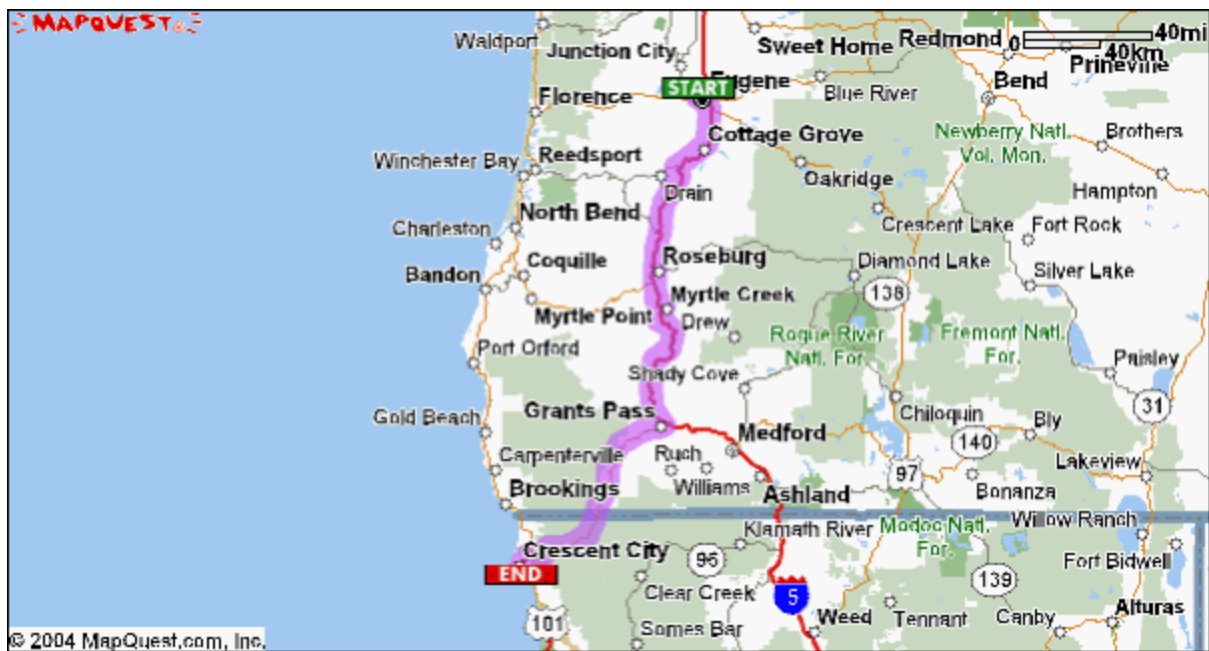 MAPQUEST
Waldport
Junction City
Sweet Home
Redmond
0
40mi
40km
Prineville
Eugene
START
Blue River
Bend
Florence
Cottage Grove
Newberry Natl.
Vol. Mon.
Brothers
Winchester Bay
Reedsport
Drain
Oakridge
Hampton
North Bend
Crescent Lake
Fort Rock
Charleston
Coquille
Roseburg
Diamond Lake
Silver Lake
Bandon
138
Myrtle Creek
Myrtle Point
Drew
Rogue River
Natl. For.
Fremont Natl.
For.
Port Orford
Shady Cove
Paisley
Grants Pass
Chiloquin
31
Gold Beach
Medford
Bly
140
Carpenterville
Ruch
Williams
97
Lakeview
Brookings
Ashland
Bonanza
Klamath River
Modoc Natl.
For.
Willow Ranch
Crescent City
END
96
Fort Bidwell
Clear Creek
139
5
101
Somes Bar
Weed
Tennant
Canby
Alturas
© 2004 MapQuest.com, Inc.